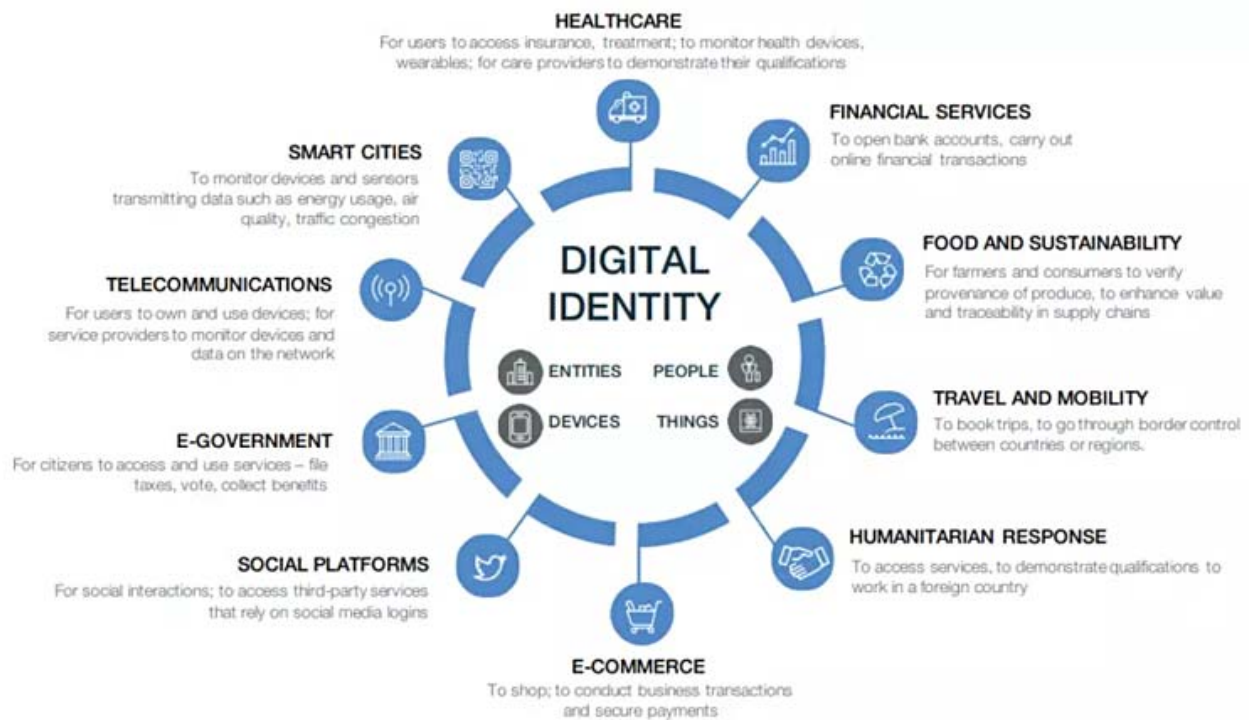 HEALTHCARE
For users to access insurance, treatment; to monitor health devices,
wearables; for care providers to demonstrate their qualifications
FINANCIAL SERVICES
To open bank accounts, carry out
online financial transactions
FOOD AND SUSTAINABILITY
For farmers and consumers to verify
provenance of produce, to enhance value
and traceability in supply chains
TRAVEL AND MOBILITY
To book trips, to go through border control
between countries or regions.
HUMANITARIAN RESPONSE
To access services, to demonstrate qualifications to
work in a foreign country
E-COMMERCE
To shop; to conduct business transactions
and secure payments
SOCIAL PLATFORMS
For social interactions; to access third-party services
that rely on social media logins
E-GOVERNMENT
For citizens to access and use services – file
taxes, vote, collect benefits
TELECOMMUNICATIONS
For users to own and use devices; for
service providers to monitor devices and
data on the network
SMART CITIES
To monitor devices and sensors
transmitting data such as energy usage, air
quality, traffic congestion
DIGITAL
IDENTITY
ENTITIES
PEOPLE
DEVICES
THINGS